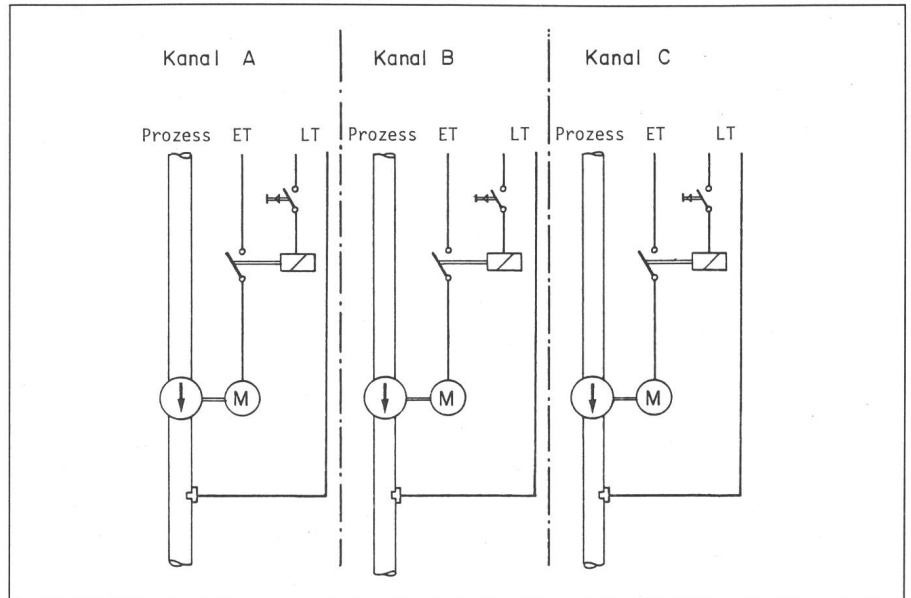 Kanal A Kanal B Kanal C
Prozess ET LT Prozess ET LT Prozess ET LT
M M M